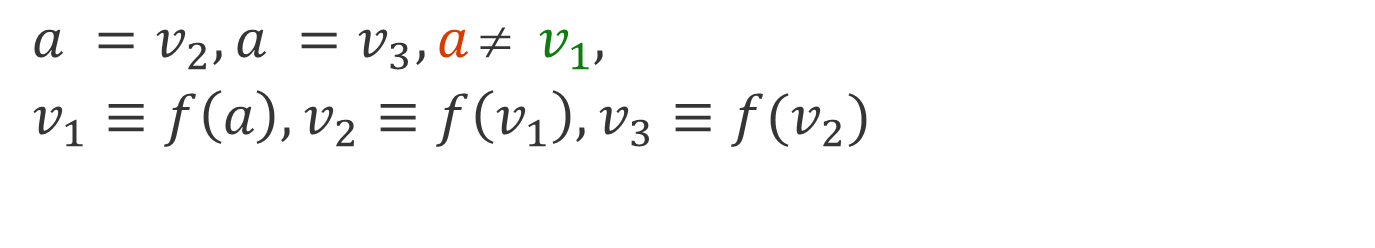 a = v₂, a = v₃, a ≠ v₁,
v₁ ≡ f(a), v₂ ≡ f(v₁), v₃ ≡ f(v₂)